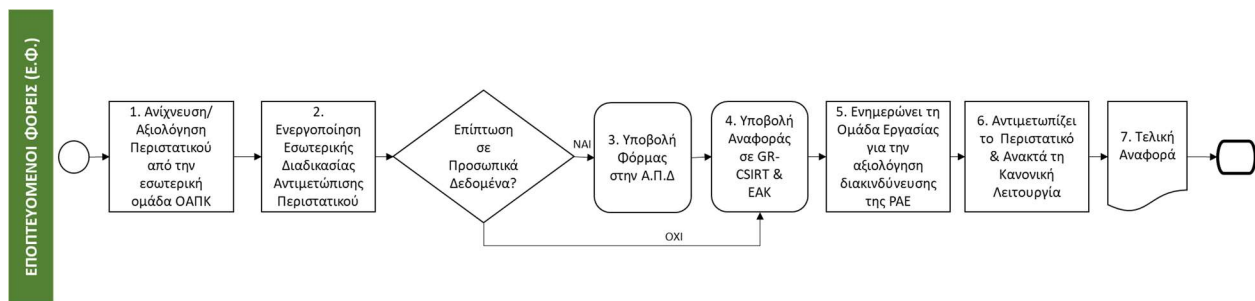 ΕΠΟΠΤΕΥΟΜΕΝΟΙ ΦΟΡΕΙΣ (Ε.Φ.)
1. Ανίχνευση/
Αξιολόγηση
Περιστατικού
από την
εσωτερική
ομάδα ΟΑΠΚ
2.
Ενεργοποίηση
Εσωτερικής
Διαδικασίας
Αντιμετώπισης
Περιστατικού
Επίπτωση
σε
Προσωπικά
Δεδομένα?
ΝΑΙ
ΟΧΙ
3. Υποβολή
Φόρμας
στην Α.Π.Δ
4. Υποβολή
Αναφοράς
σε GR-
CSIRT &
ΕΑΚ
5. Ενημερώνει τη
Ομάδα Εργασίας
για την
αξιολόγηση
διακινδύνευσης
της ΡΑΕ
6. Αντιμετωπίζει
το Περιστατικό
& Ανακτά τη
Κανονική
Λειτουργία
7. Τελική
Αναφορά